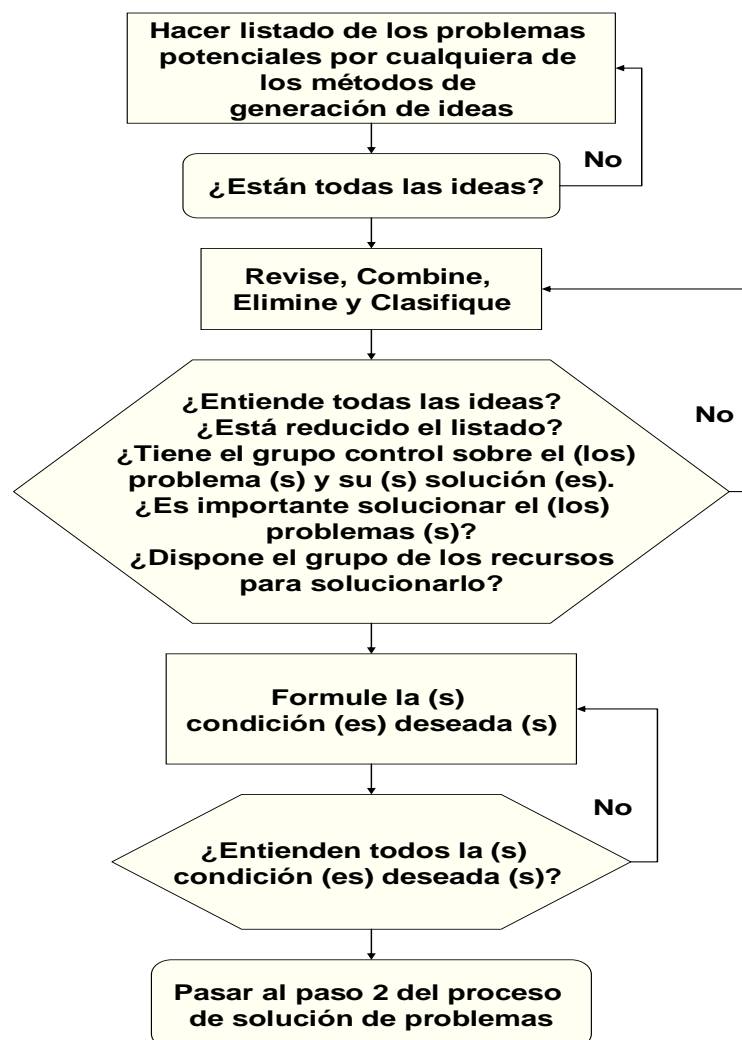 Hacer listado de los problemas
potenciales por cualquiera de
los métodos de
generación de ideas
No
¿Están todas las ideas?
Revise, Combine,
Elimine y Clasifique
¿Entiende todas las ideas?
¿Está reducido el listado?
No
¿Tiene el grupo control sobre el (los)
problema (s) y su (s) solución (es).
¿Es importante solucionar el (los)
problemas (s)?
¿Dispone el grupo de los recursos
para solucionarlo?
Formule la (s)
condición (es) deseada (s)
No
¿Entienden todos la (s)
condición (es) deseada (s)?
Pasar al paso 2 del proceso
de solución de problemas